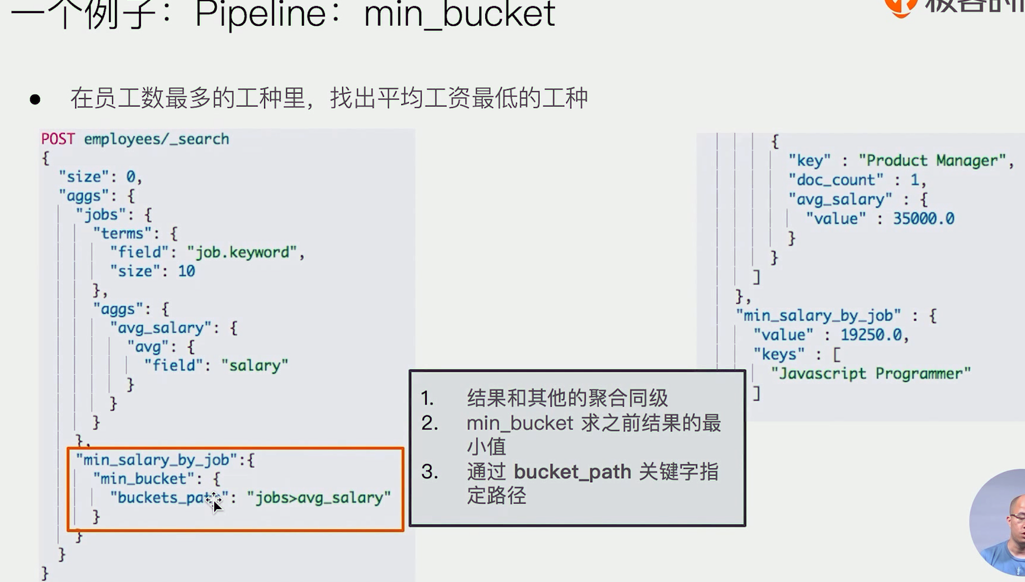 一个例子：Pipeline：min_bucket
● 在员工数最多的工种里，找出平均工资最低的工种
POST employees/_search
{
"size": 0,
"aggs": {
"jobs": {
"terms": {
"field": "job.keyword",
"size": 10
},
"aggs": {
"avg_salary": {
"avg": {
"field": "salary"
}
}
}
},
"min_salary_by_job":{
"min_bucket": {
"buckets_path": "jobs>avg_salary"
}
}
}
}
1. 结果和其他的聚合同级
2. min_bucket 求之前结果的最
小值
3. 通过 bucket_path 关键字指
定路径
{
"key" : "Product Manager",
"doc_count" : 1,
"avg_salary" : {
"value" : 35000.0
}
}
]
},
"min_salary_by_job" : {
"value" : 19250.0,
"keys" : [
"Javascript Programmer"
]